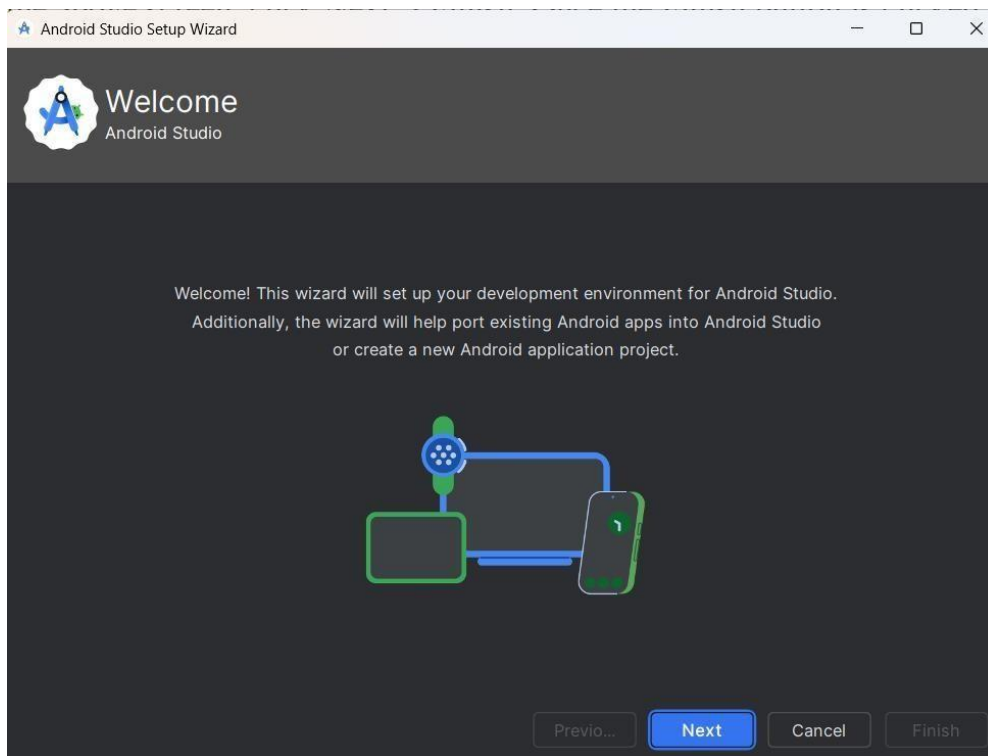 Android Studio Setup Wizard
Welcome
Android Studio
Welcome! This wizard will set up your development environment for Android Studio.
Additionally, the wizard will help port existing Android apps into Android Studio
or create a new Android application project.
Previo... Next Cancel Finish